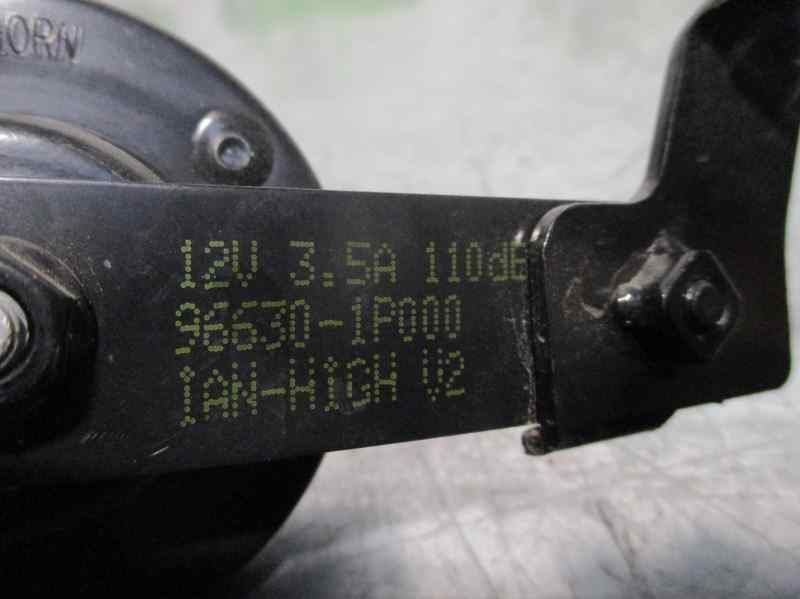 HORN
12V 3.5A 110dB
96630-1P000
1AN-HIGH V2